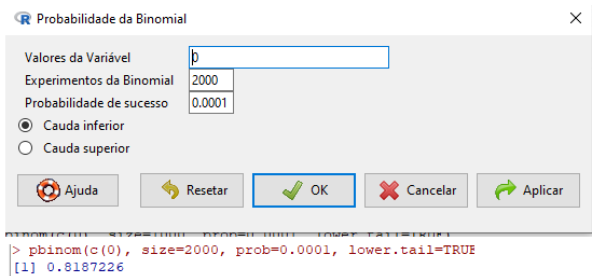 Probabilidade da Binomial
Valores da Variável 0
Experimentos da Binomial 2000
Probabilidade de sucesso 0.0001
Cauda inferior
Cauda superior
Ajuda Resetar OK Cancelar Aplicar
> pbinom(c(0), size=2000, prob=0.0001, lower.tail=TRUE
[1] 0.8187226